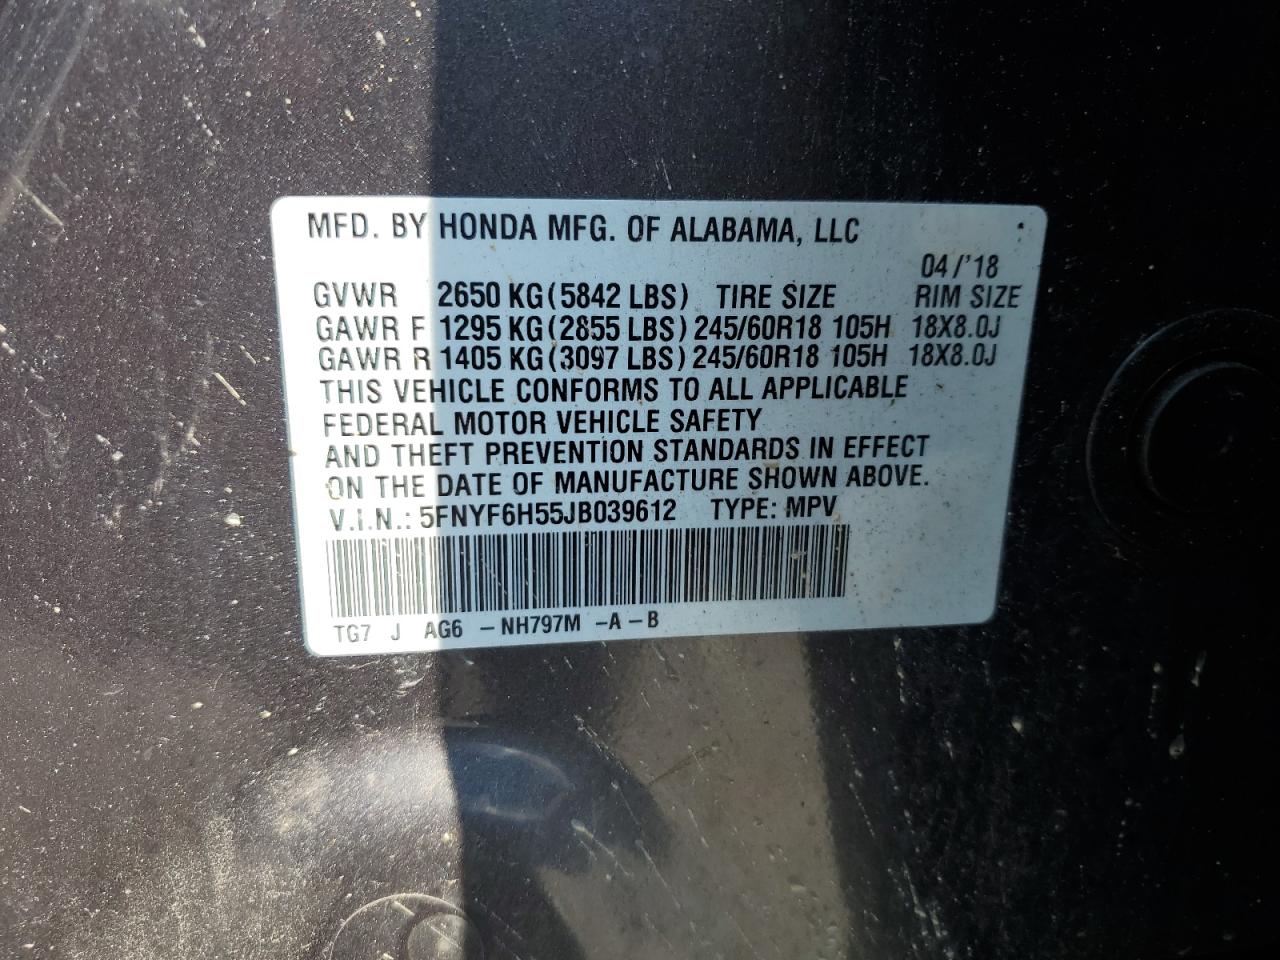 MFD. BY HONDA MFG. OF ALABAMA, LLC
04/'18
GVWR 2650 KG(5842 LBS) TIRE SIZE RIM SIZE
GAWR F 1295 KG(2855 LBS) 245/60R18 105H 18X8.0J
GAWR R 1405 KG(3097 LBS) 245/60R18 105H 18X8.0J
THIS VEHICLE CONFORMS TO ALL APPLICABLE
FEDERAL MOTOR VEHICLE SAFETY
AND THEFT PREVENTION STANDARDS IN EFFECT
ON THE DATE OF MANUFACTURE SHOWN ABOVE.
V.I.N.: 5FNYF6H55JB039612 TYPE: MPV
TG7 J AG6 -NH797M -A-B